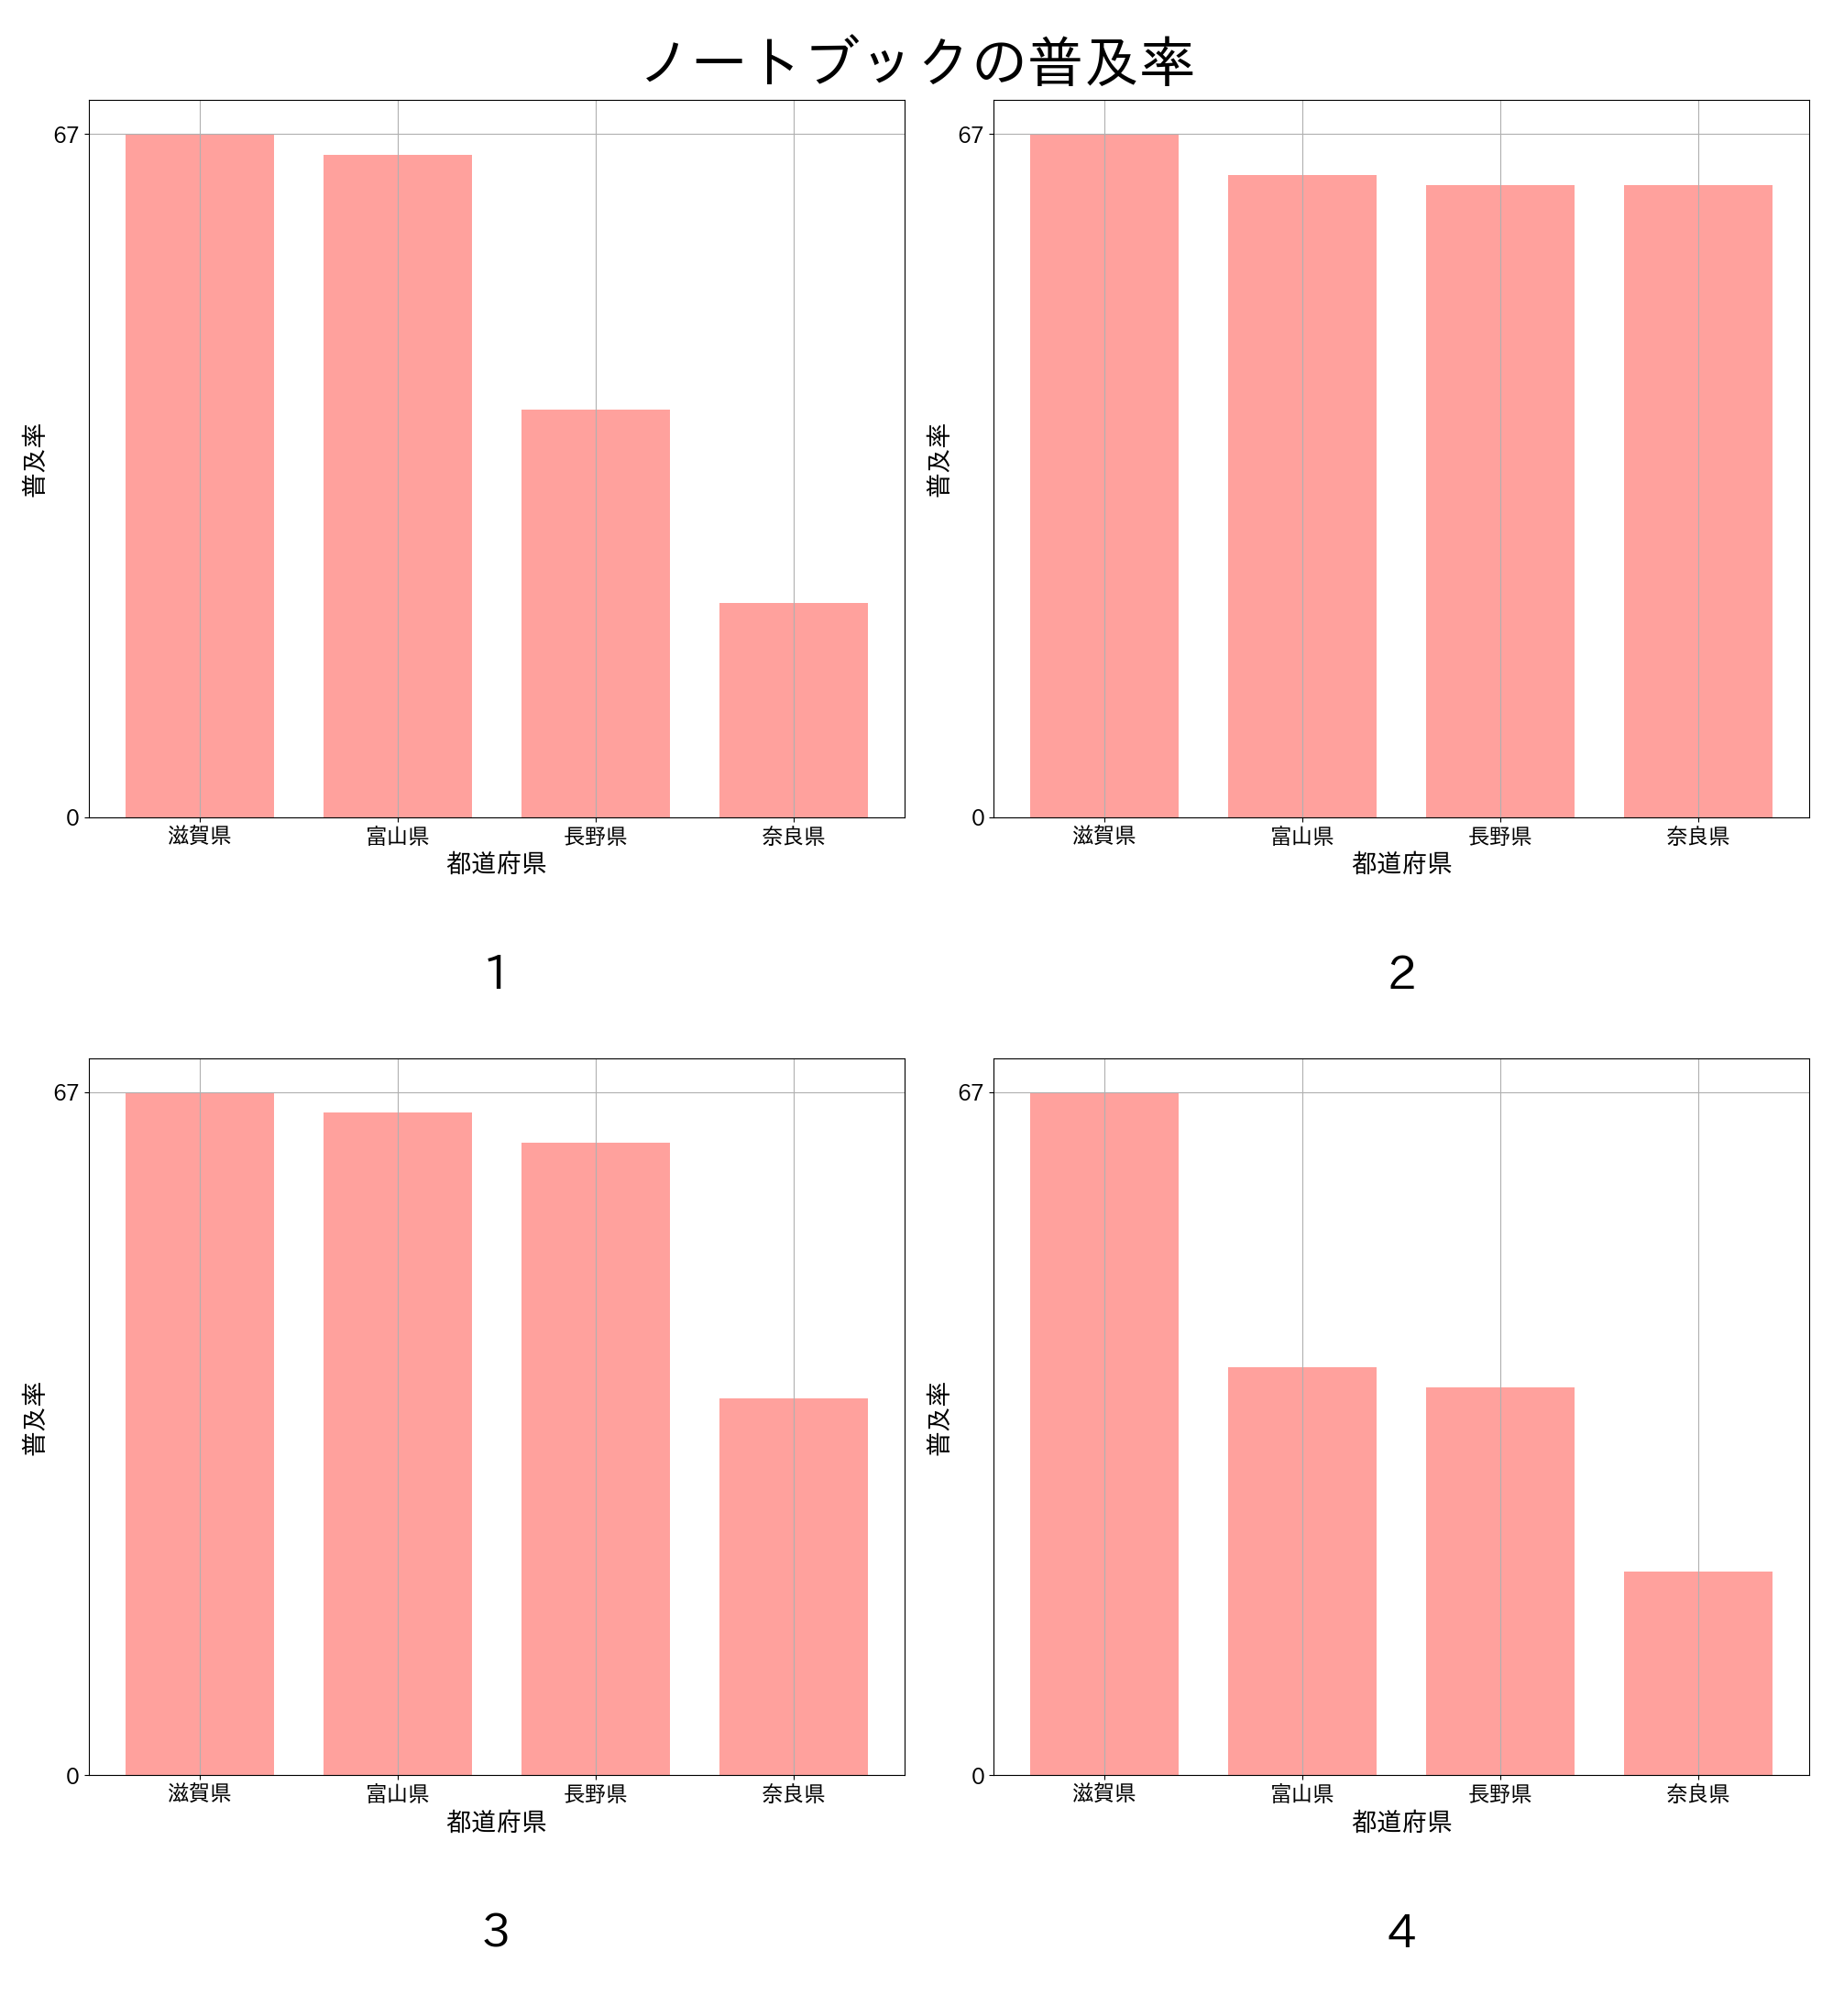 ノートブックの普及率
67
0
普及率
滋賀県 富山県 長野県 奈良県
都道府県
1
67
0
普及率
滋賀県 富山県 長野県 奈良県
都道府県
2
67
0
普及率
滋賀県 富山県 長野県 奈良県
都道府県
3
67
0
普及率
滋賀県 富山県 長野県 奈良県
都道府県
4